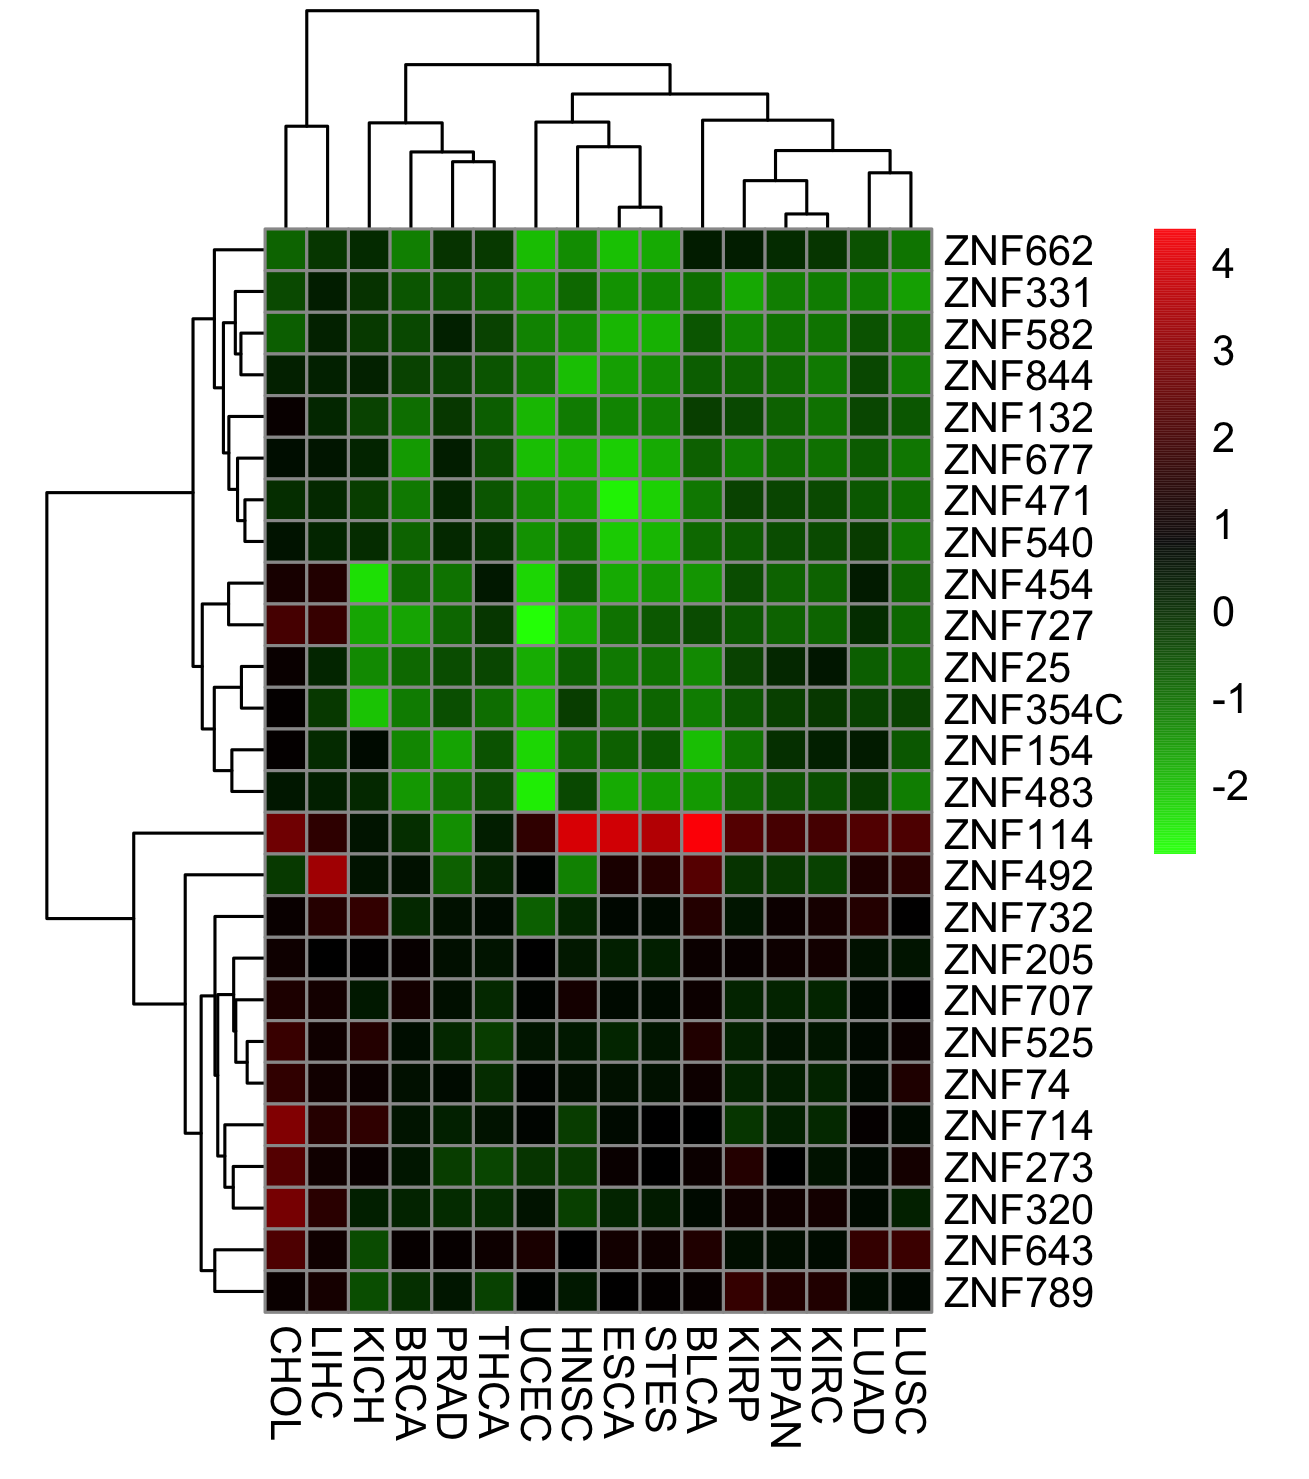 ZNF662
ZNF331
ZNF582
ZNF844
ZNF132
ZNF677
ZNF471
ZNF540
ZNF454
ZNF727
ZNF25
ZNF354C
ZNF154
ZNF483
ZNF114
ZNF492
ZNF732
ZNF205
ZNF707
ZNF525
ZNF74
ZNF714
ZNF273
ZNF320
ZNF643
ZNF789
4
3
2
1
0
-1
-2
CHOL
LIHC
KICH
BRCA
PRAD
THCA
UCEC
HNSC
ESCA
STES
BLCA
KIRP
KIPAN
KIRC
LUAD
LUSC